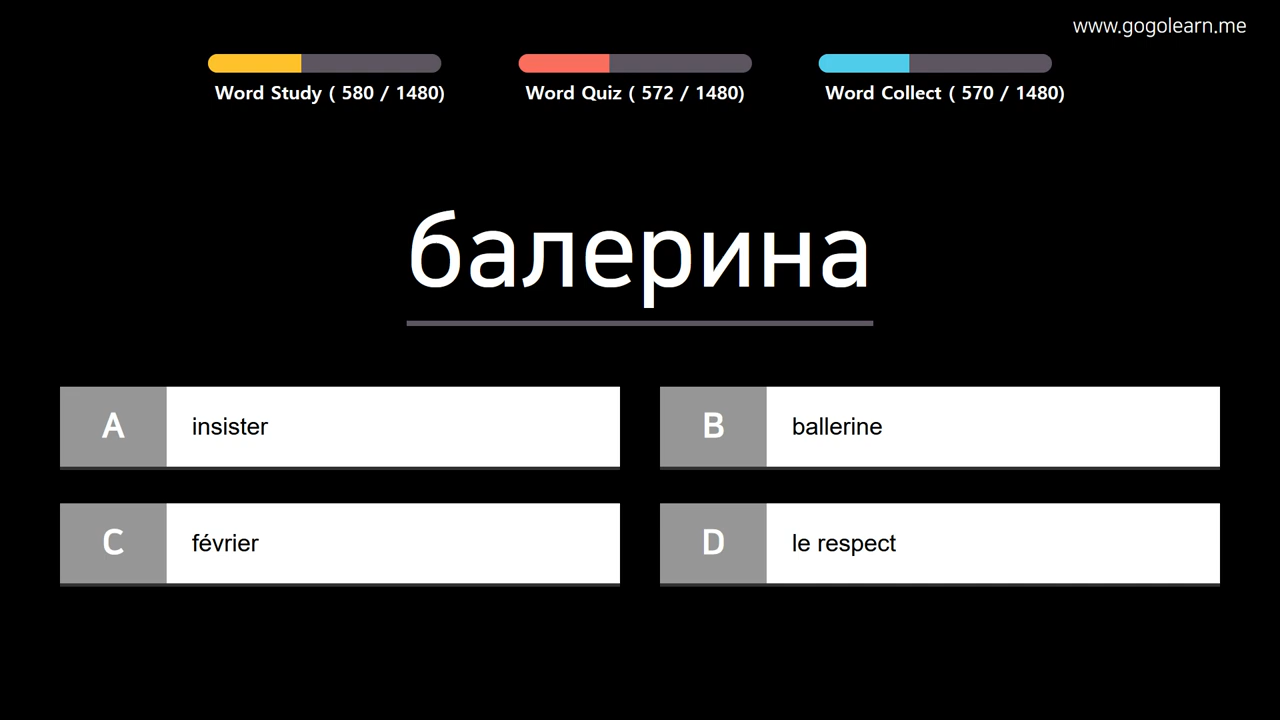 www.gogolearn.me
Word Study ( 580 / 1480)
Word Quiz ( 572 / 1480)
Word Collect ( 570 / 1480)
балерина
A insister
B ballerine
C février
D le respect